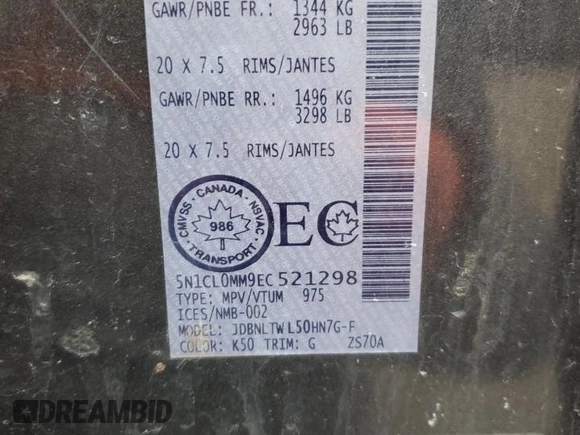 GAWR/PNBE FR.: 1344 KG
2963 LB
20 X 7.5 RIMS/JANTES
GAWR/PNBE RR.: 1496 KG
3298 LB
20 X 7.5 RIMS/JANTES
CANADA
CMVSS NSVAC
986
TRANSPORT
EC
5N1CL0MM9EC521298
TYPE: MPV/VTUM 975
ICES/NMB-002
MODEL: JDBNLTWL50HN7G-F
COLOR: K50 TRIM: G ZS70A
DREAMBID